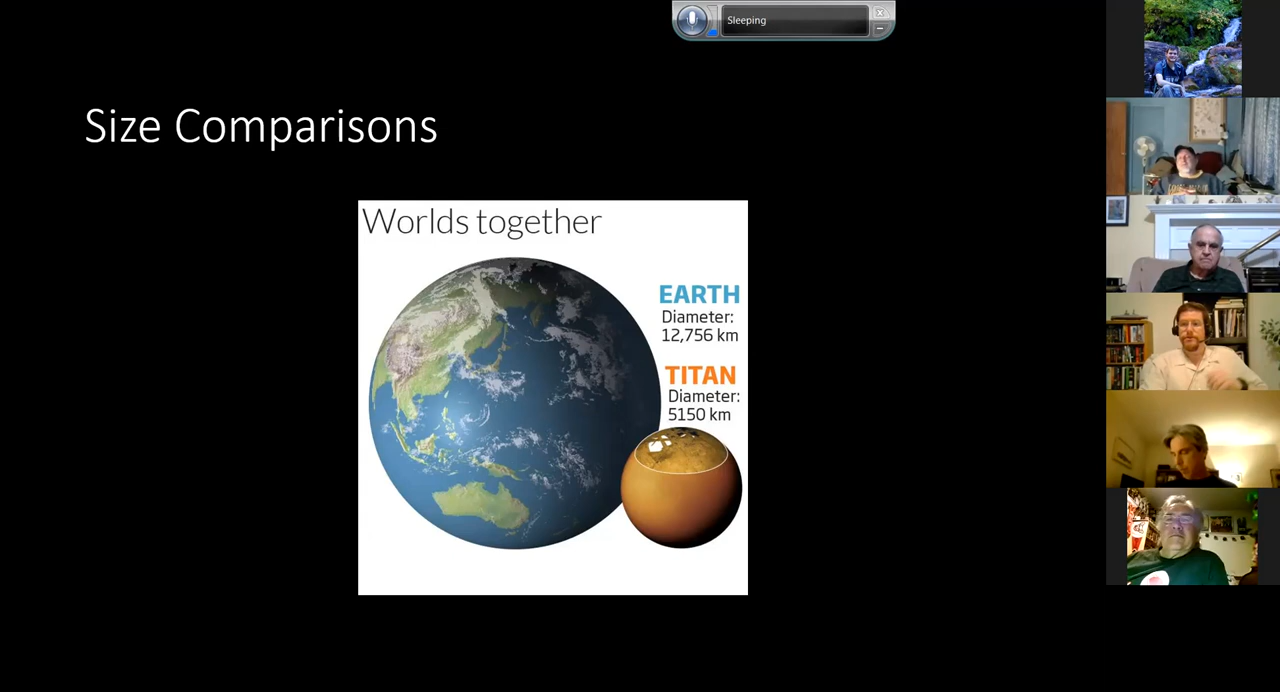 Sleeping
Size Comparisons
Worlds together
EARTH
Diameter:
12,756 km
TITAN
Diameter:
5150 km